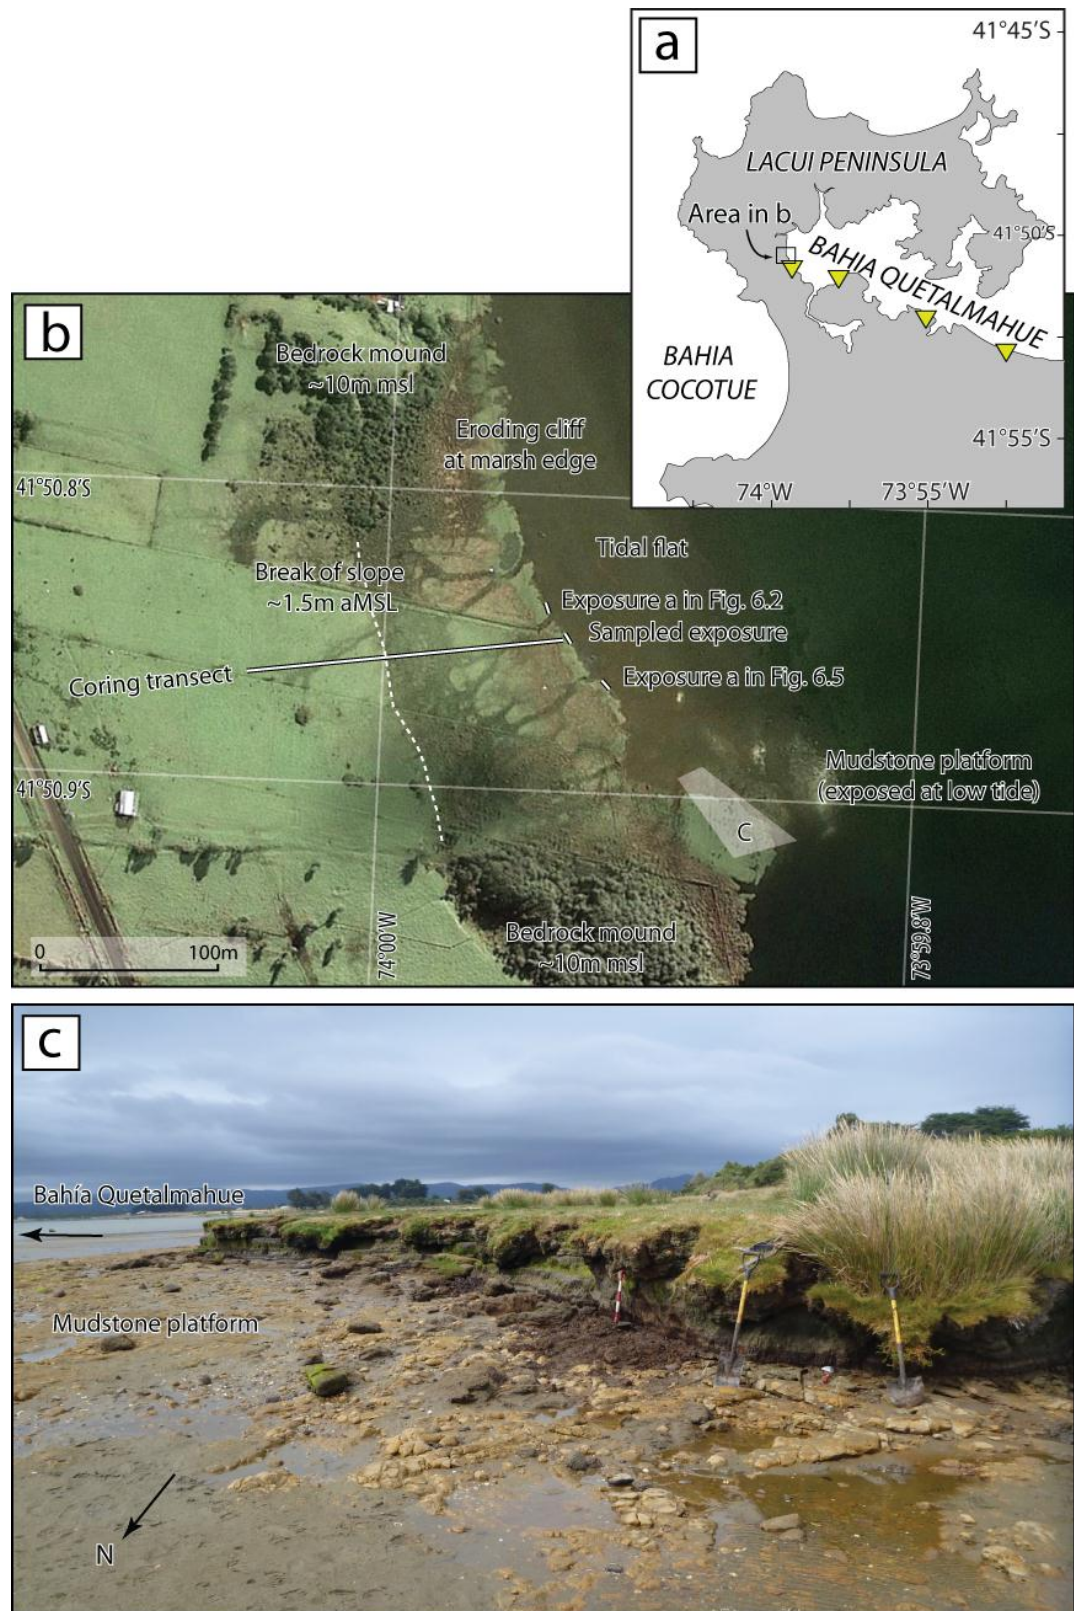 a
41°45'S
LACUI PENINSULA
Area in b
41°50'S
BAHIA QUETALMAHUE
BAHIA
COCOTUE
41°55'S
74°W
73°55'W
b
Bedrock mound
~10m msl
Eroding cliff
at marsh edge
41°50.8'S
Tidal flat
Break of slope
~1.5m aMSL
Exposure a in Fig. 6.2
Sampled exposure
Coring transect
Exposure a in Fig. 6.5
Mudstone platform
(exposed at low tide)
41°50.9'S
C
74°00'W
73°59.8'W
Bedrock mound
~10m msl
0
100m
c
Bahía Quetalmahue
Mudstone platform
N